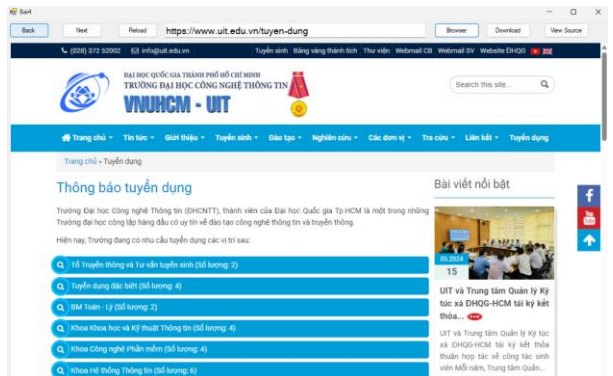 Bai4
Back Next Reload https://www.uit.edu.vn/tuyen-dung Browser Download View Source
(028) 372 52002 info@uit.edu.vn Tuyển sinh Bảng vàng thành tích Thư viện Webmail CB Webmail SV Website ĐHQG
ĐẠI HỌC QUỐC GIA THÀNH PHỐ HỒ CHÍ MINH
TRƯỜNG ĐẠI HỌC CÔNG NGHỆ THÔNG TIN
VNUHCM - UIT
Search this site...
Trang chủ Tin tức Giới thiệu Tuyển sinh Đào tạo Nghiên cứu Các đơn vị Tra cứu Liên kết Tuyển dụng
Trang chủ » Tuyển dụng
Thông báo tuyển dụng
Trường Đại học Công nghệ Thông tin (ĐHCNTT), thành viên của Đại học Quốc gia Tp.HCM là một trong những
Trường đại học công lập hàng đầu có uy tín về đào tạo công nghệ thông tin và truyền thông.
Hiện nay, Trường đang có nhu cầu tuyển dụng các vị trí sau:
Tổ Truyền thông và Tư vấn tuyển sinh (Số lượng: 2)
Tuyển dụng đặc biệt (Số lượng: 4)
BM Toán - Lý (Số lượng: 2)
Khoa Khoa học và Kỹ thuật Thông tin (Số lượng: 4)
Khoa Công nghệ Phần mềm (Số lượng: 4)
Khoa Hệ thống Thông tin (Số lượng: 6)
Bài viết nổi bật
05.2024
15
UIT và Trung tâm Quản lý Ký
túc xá ĐHQG-HCM tái ký kết
thỏa...
UIT và Trung tâm Quản lý Ký túc
xá ĐHQG-HCM tái ký kết thỏa
thuận hợp tác về công tác sinh
viên Mỗi năm, Trung tâm Quản...